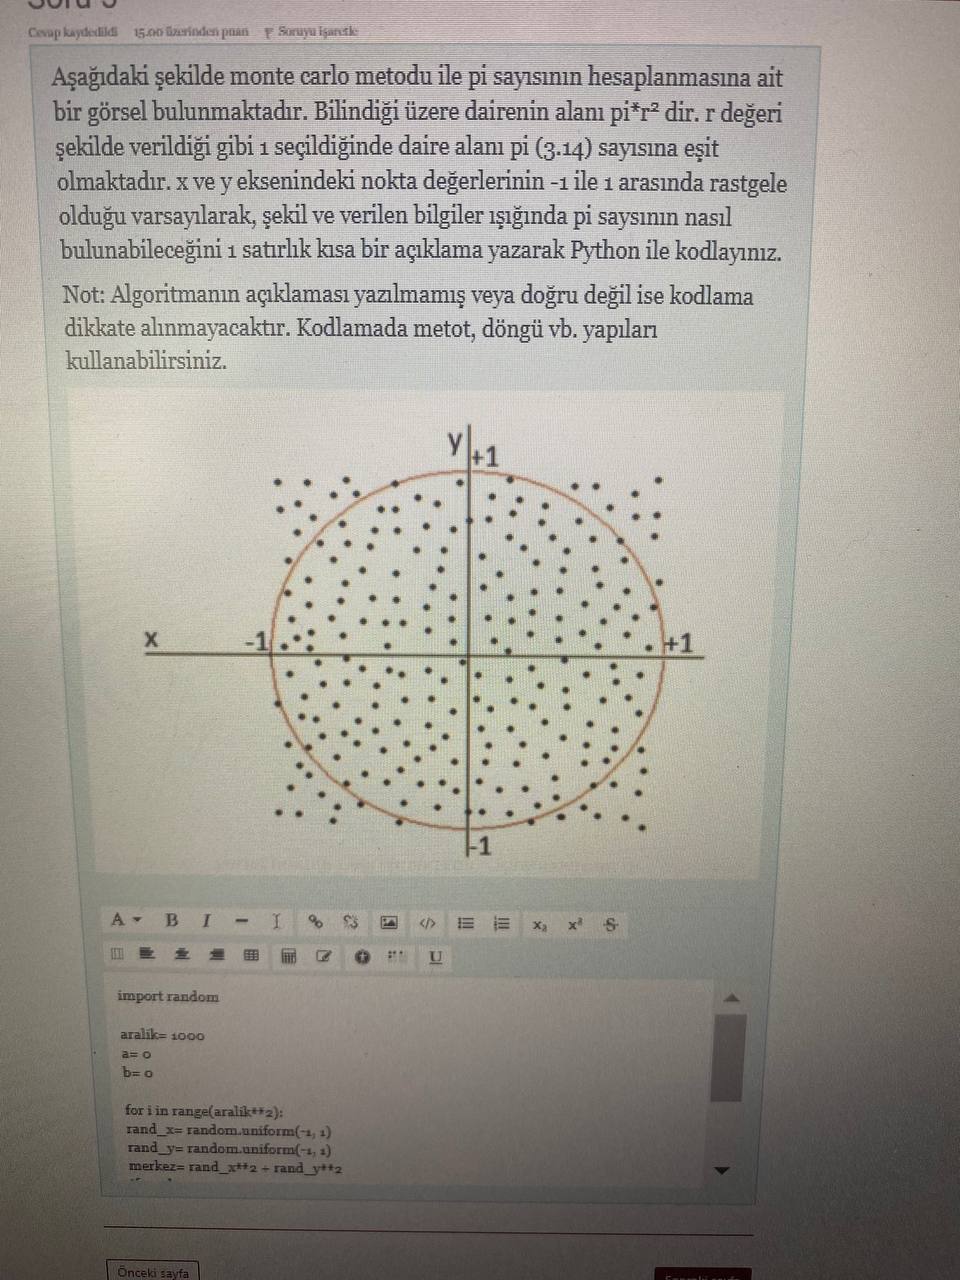 Soru 3
Cevap kaydedildi 15.00 üzerinden puan Soruyu işaretle
Aşağıdaki şekilde monte carlo metodu ile pi sayısının hesaplanmasına ait
bir görsel bulunmaktadır. Bilindiği üzere dairenin alanı pi*r² dir. r değeri
şekilde verildiği gibi 1 seçildiğinde daire alanı pi (3.14) sayısına eşit
olmaktadır. x ve y eksenindeki nokta değerlerinin -1 ile 1 arasında rastgele
olduğu varsayılarak, şekil ve verilen bilgiler ışığında pi saysının nasıl
bulunabileceğini 1 satırlık kısa bir açıklama yazarak Python ile kodlayınız.
Not: Algoritmanın açıklaması yazılmamış veya doğru değil ise kodlama
dikkate alınmayacaktır. Kodlamada metot, döngü vb. yapıları
kullanabilirsiniz.
y +1
x -1 +1
-1
A B I
</> x₂ x² S
U
import random
aralik= 1000
a= 0
b= 0
for i in range(aralik**2):
rand_x= random.uniform(-1, 1)
rand_y= random.uniform(-1, 1)
merkez= rand_x**2 + rand_y**2
Önceki sayfa